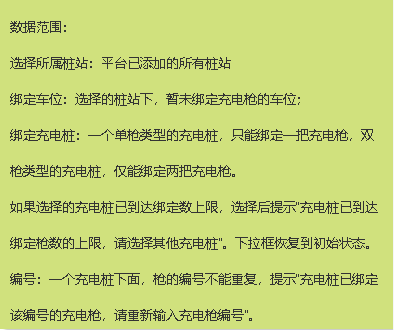 数据范围：
选择所属桩站：平台已添加的所有桩站
绑定车位：选择的桩站下，暂未绑定充电枪的车位；
绑定充电桩：一个单枪类型的充电桩，只能绑定一把充电枪，双
枪类型的充电桩，仅能绑定两把充电枪。
如果选择的充电桩已到达绑定数上限，选择后提示"充电桩已到达
绑定枪数的上限，请选择其他充电桩"。下拉框恢复到初始状态。
编号：一个充电桩下面，枪的编号不能重复，提示"充电桩已绑定
该编号的充电枪，请重新输入充电枪编号"。